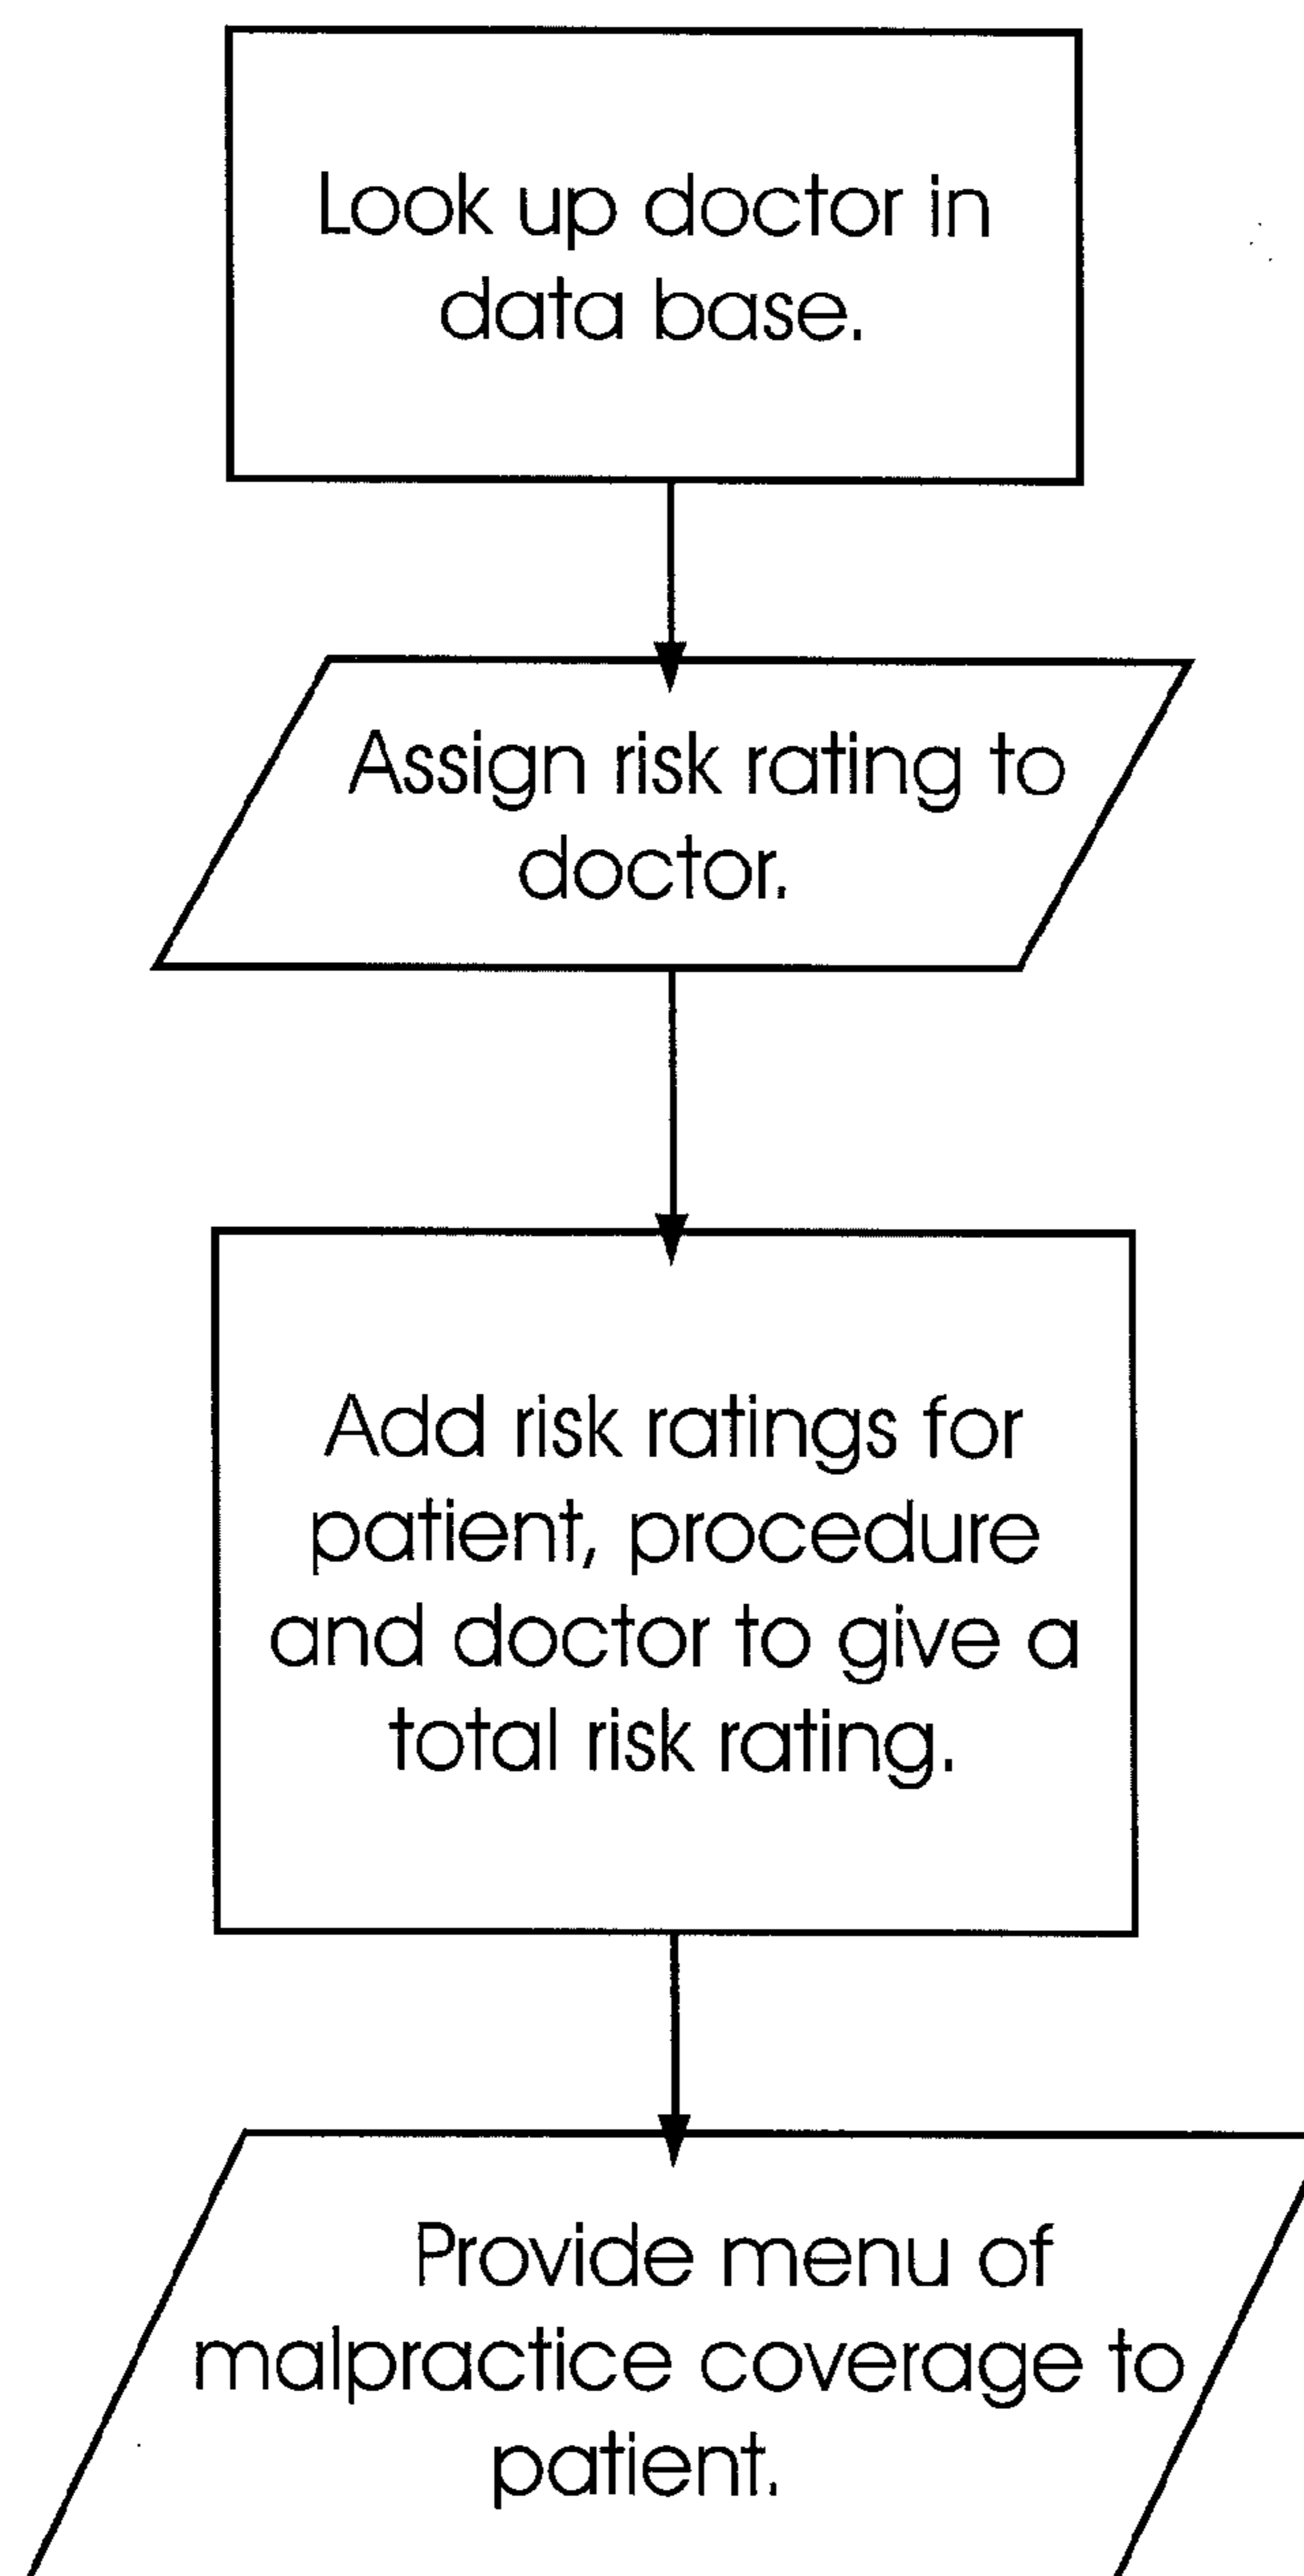 Look up doctor in
data base.
Assign risk rating to
doctor.
Add risk ratings for
patient, procedure
and doctor to give a
total risk rating.
Provide menu of
malpractice coverage to
patient.